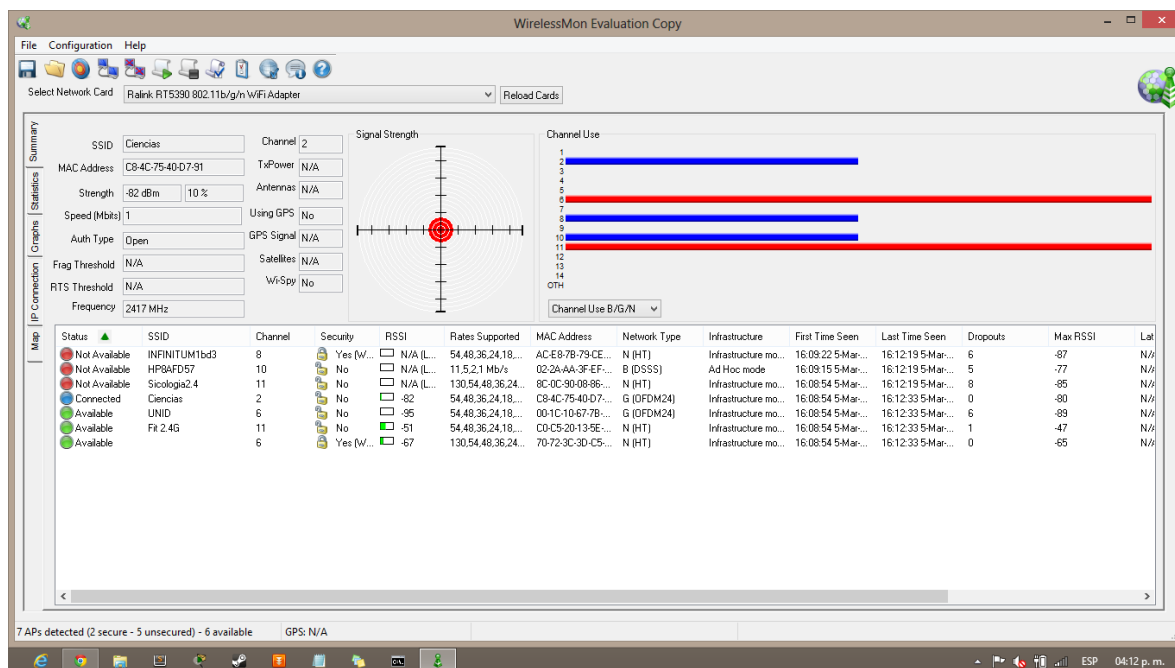 WirelessMon Evaluation Copy
File Configuration Help
Select Network Card Ralink RT5390 802.11b/g/n WiFi Adapter Reload Cards
Summary
Statistics
Graphs
IP Connection
Map
SSID Ciencias
MAC Address C8-4C-75-40-D7-91
Strength -82 dBm 10 %
Speed (Mbits) 1
Auth Type Open
Frag Threshold N/A
RTS Threshold N/A
Frequency 2417 MHz
Channel 2
TxPower N/A
Antennas N/A
Using GPS No
GPS Signal N/A
Satellites N/A
Wi-Spy No
Signal Strength
Channel Use
1
2
3
4
5
6
7
8
9
10
11
12
13
14
OTH
Channel Use B/G/N
Status SSID Channel Security RSSI Rates Supported MAC Address Network Type Infrastructure First Time Seen Last Time Seen Dropouts Max RSSI Lat
Not Available INFINITUM1bd3 8 Yes (W... N/A (L... 54,48,36,24,18,... AC-E8-7B-79-CE... N (HT) Infrastructure mo... 16:09:22 5-Mar-... 16:12:19 5-Mar-... 6 -87 N/A
Not Available HP8AFD57 10 No N/A (L... 11,5,2,1 Mb/s 02-2A-AA-3F-EF-... B (DSSS) Ad Hoc mode 16:09:15 5-Mar-... 16:12:19 5-Mar-... 5 -77 N/A
Not Available Sicologia2.4 11 No N/A (L... 130,54,48,36,24... 8C-0C-90-08-86-... N (HT) Infrastructure mo... 16:08:54 5-Mar-... 16:12:19 5-Mar-... 8 -85 N/A
Connected Ciencias 2 No -82 54,48,36,24,18,... C8-4C-75-40-D7-... G (OFDM24) Infrastructure mo... 16:08:54 5-Mar-... 16:12:33 5-Mar-... 0 -80 N/A
Available UNID 6 No -95 54,48,36,24,18,... 00-1C-10-67-7B-... G (OFDM24) Infrastructure mo... 16:08:54 5-Mar-... 16:12:33 5-Mar-... 6 -89 N/A
Available Fit 2.4G 11 No -51 54,48,36,24,18,... C0-C5-20-13-5E-... N (HT) Infrastructure mo... 16:08:54 5-Mar-... 16:12:33 5-Mar-... 1 -47 N/A
Available 6 Yes (W... -67 130,54,48,36,24... 70-72-3C-3D-C5-... N (HT) Infrastructure mo... 16:08:54 5-Mar-... 16:12:33 5-Mar-... 0 -65 N/A
7 APs detected (2 secure - 5 unsecured) - 6 available GPS: N/A
ESP 04:12 p. m.